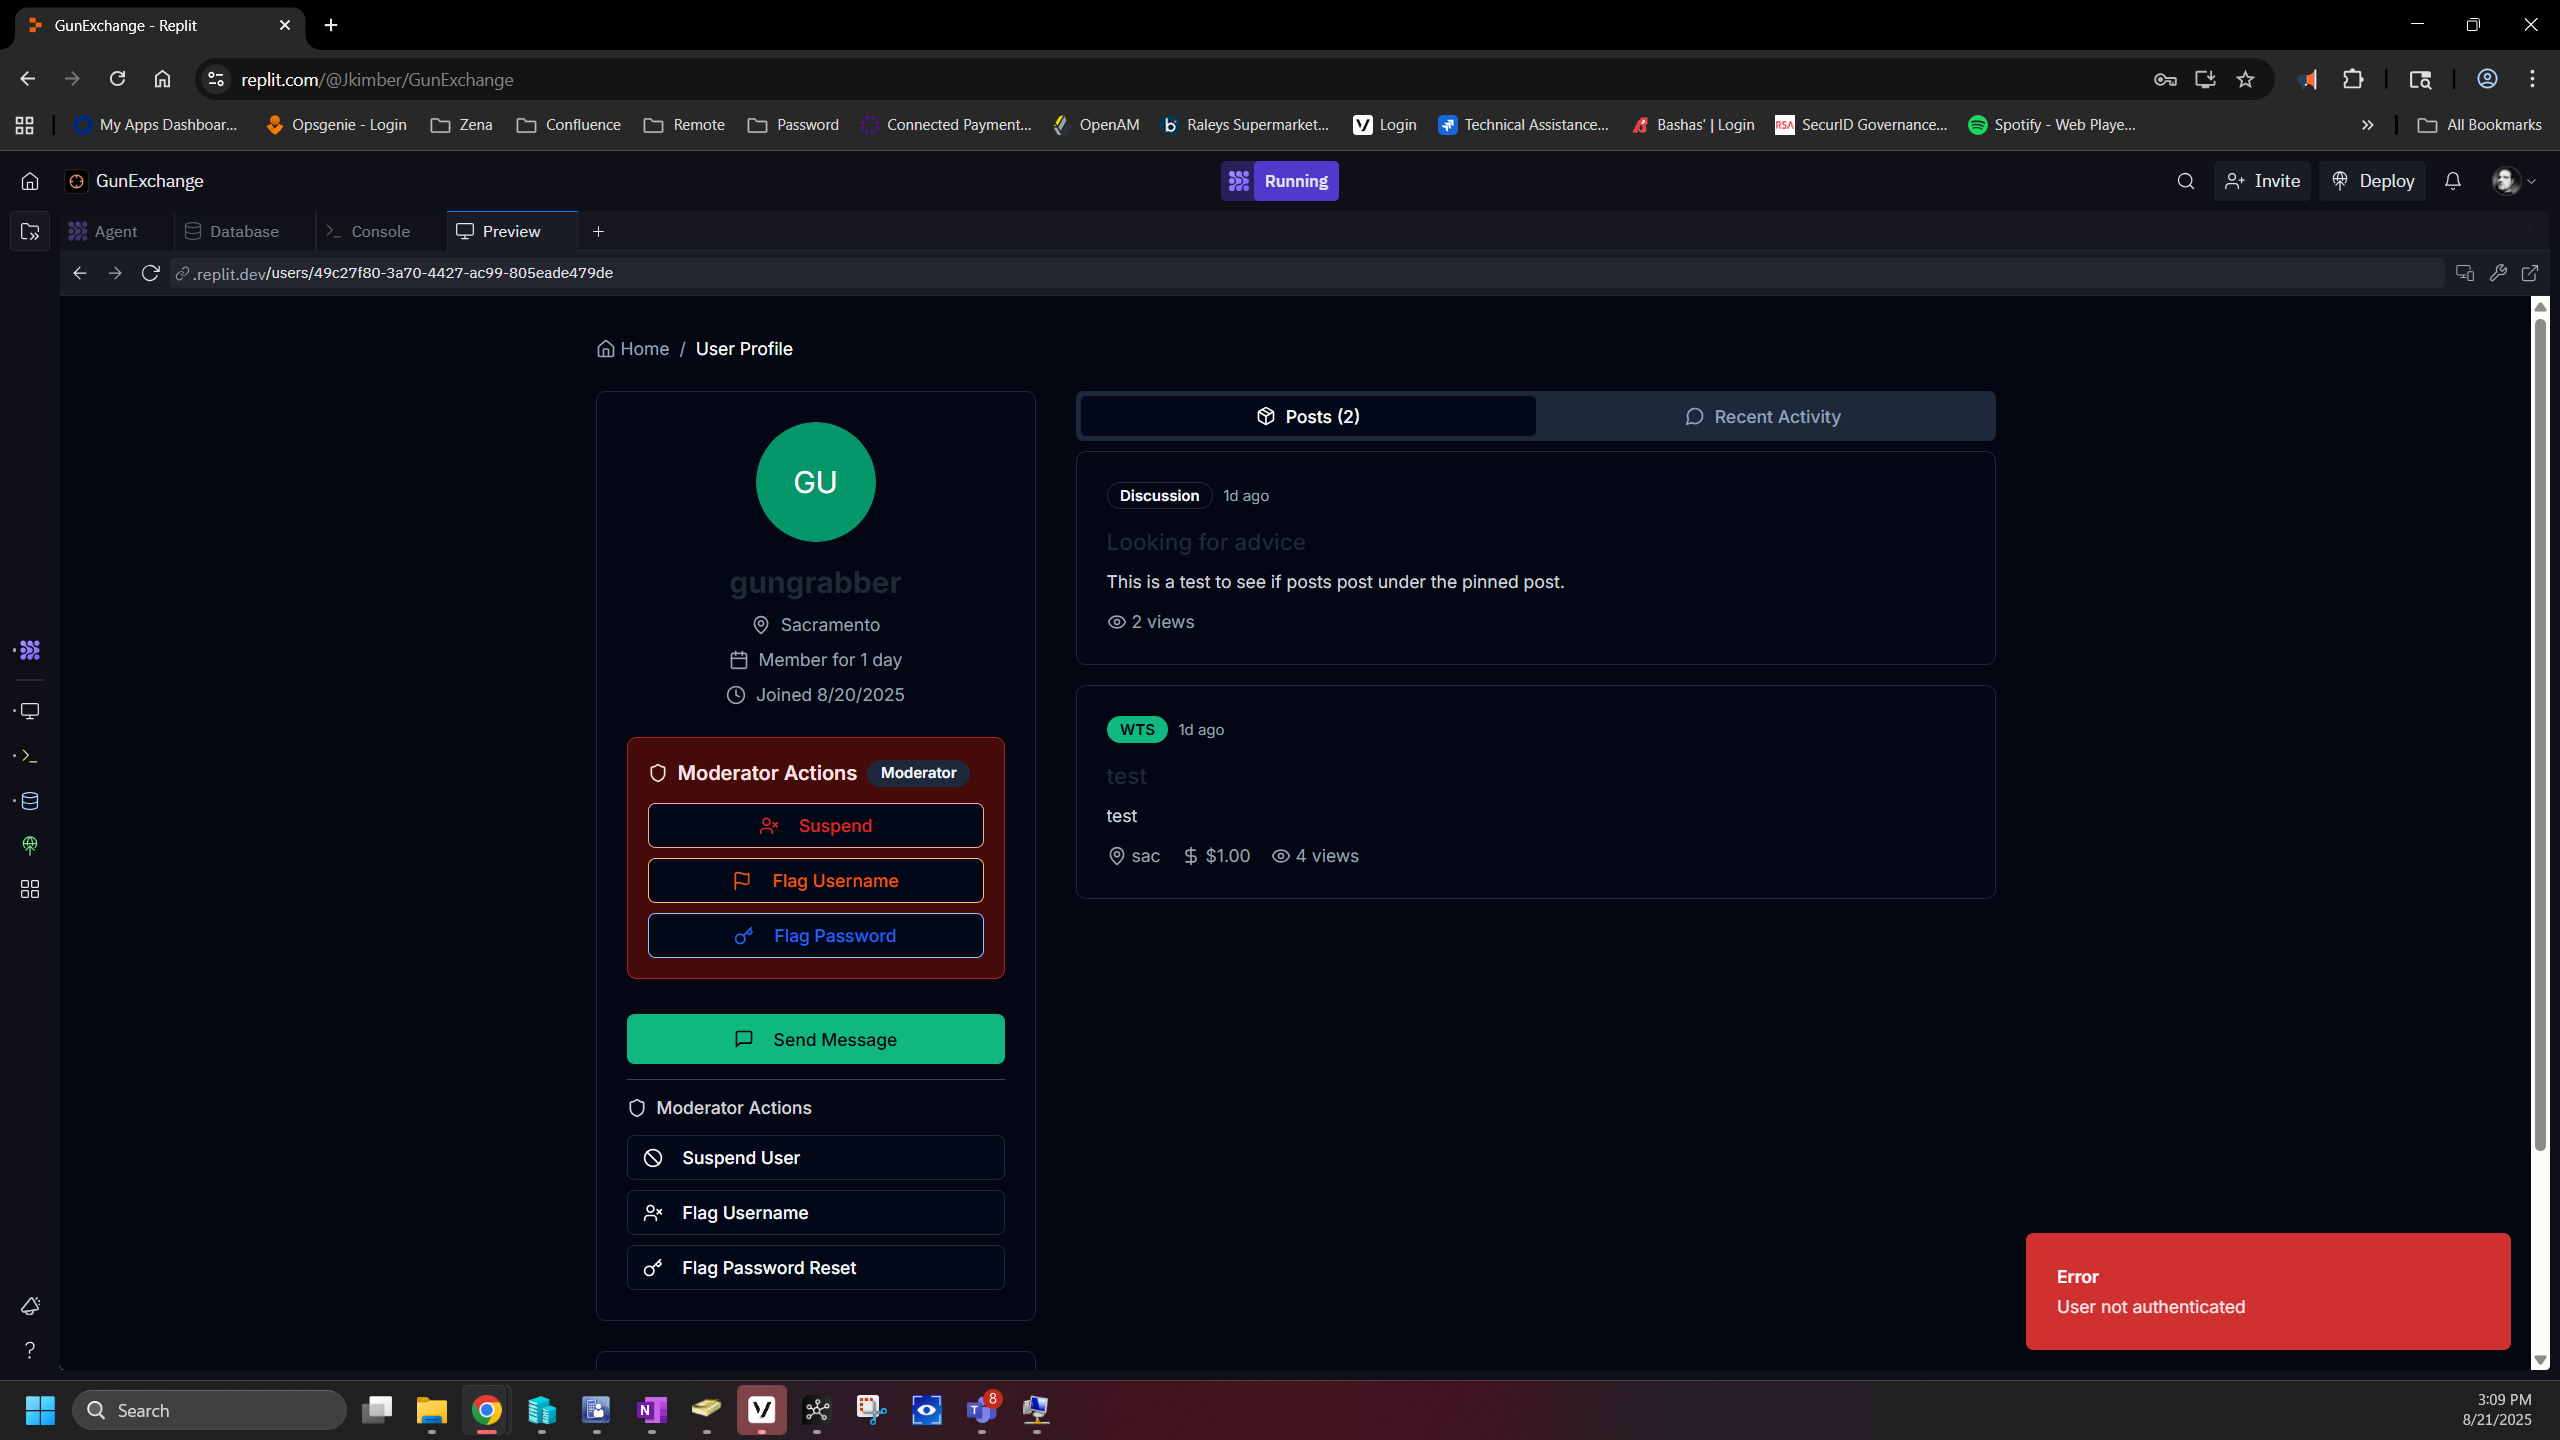 GunExchange - Replit
replit.com/@Jkimber/GunExchange
My Apps Dashboar...
Opsgenie - Login
Zena
Confluence
Remote
Password
Connected Payment...
OpenAM
Raleys Supermarket...
Login
Technical Assistance...
Bashas' | Login
RSA
SecurID Governance...
Spotify - Web Playe...
All Bookmarks
GunExchange
Running
Invite
Deploy
Agent
Database
Console
Preview
.replit.dev/users/49c27f80-3a70-4427-ac99-805eade479de
Home / User Profile
GU
gungrabber
Sacramento
Member for 1 day
Joined 8/20/2025
Moderator Actions Moderator
Suspend
Flag Username
Flag Password
Send Message
Moderator Actions
Suspend User
Flag Username
Flag Password Reset
Posts (2)
Recent Activity
Discussion 1d ago
Looking for advice
This is a test to see if posts post under the pinned post.
2 views
WTS 1d ago
test
test
sac $1.00 4 views
Error
User not authenticated
Search
8
3:09 PM
8/21/2025